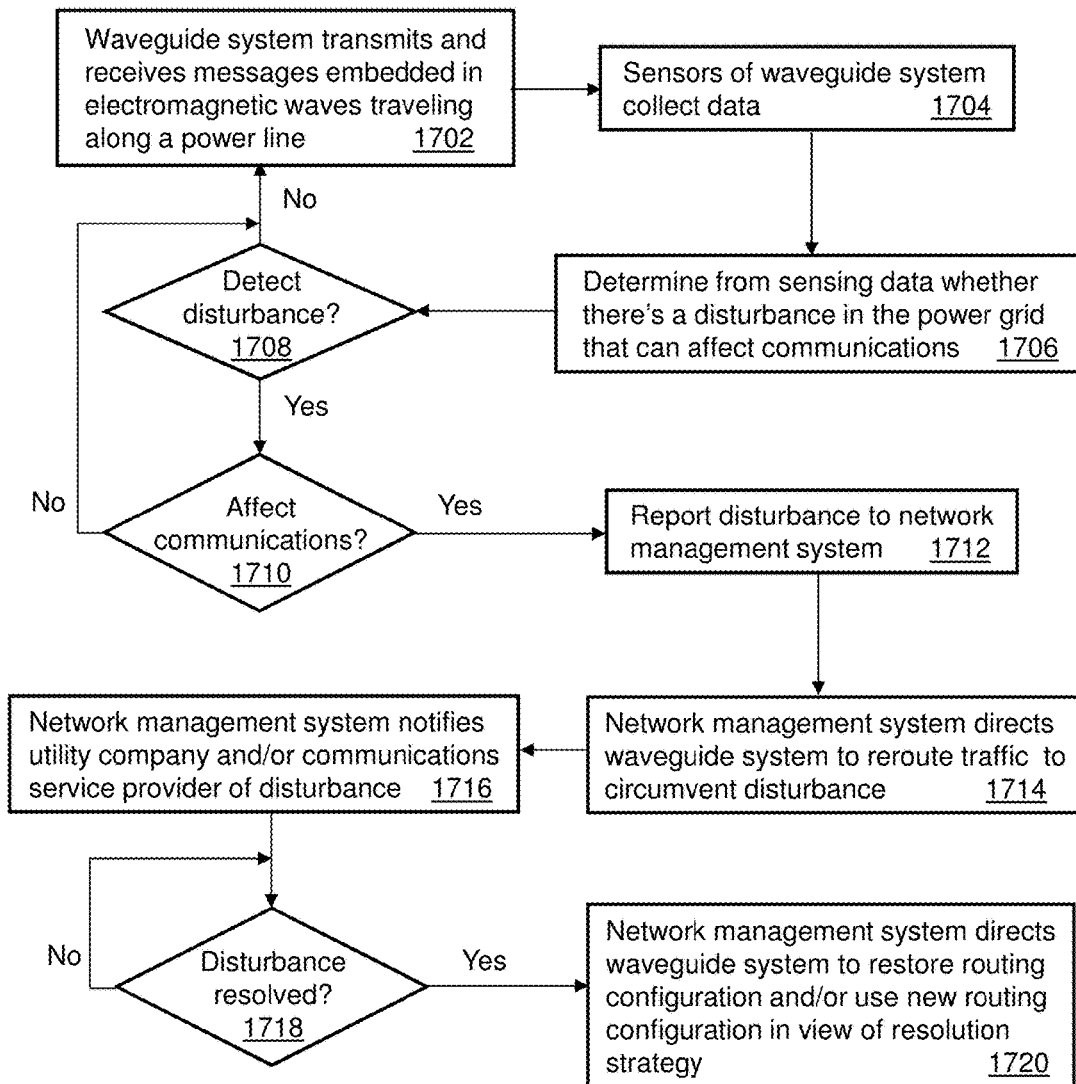 Waveguide system transmits and
receives messages embedded in
electromagnetic waves traveling
along a power line 1702
Sensors of waveguide system
collect data 1704
Determine from sensing data whether
there's a disturbance in the power grid
that can affect communications 1706
No
Detect
disturbance?
1708
Yes
No
Affect
communications?
1710
Yes
Report disturbance to network
management system 1712
Network management system directs
waveguide system to reroute traffic to
circumvent disturbance 1714
Network management system notifies
utility company and/or communications
service provider of disturbance 1716
No
Disturbance
resolved?
1718
Yes
Network management system directs
waveguide system to restore routing
configuration and/or use new routing
configuration in view of resolution
strategy 1720